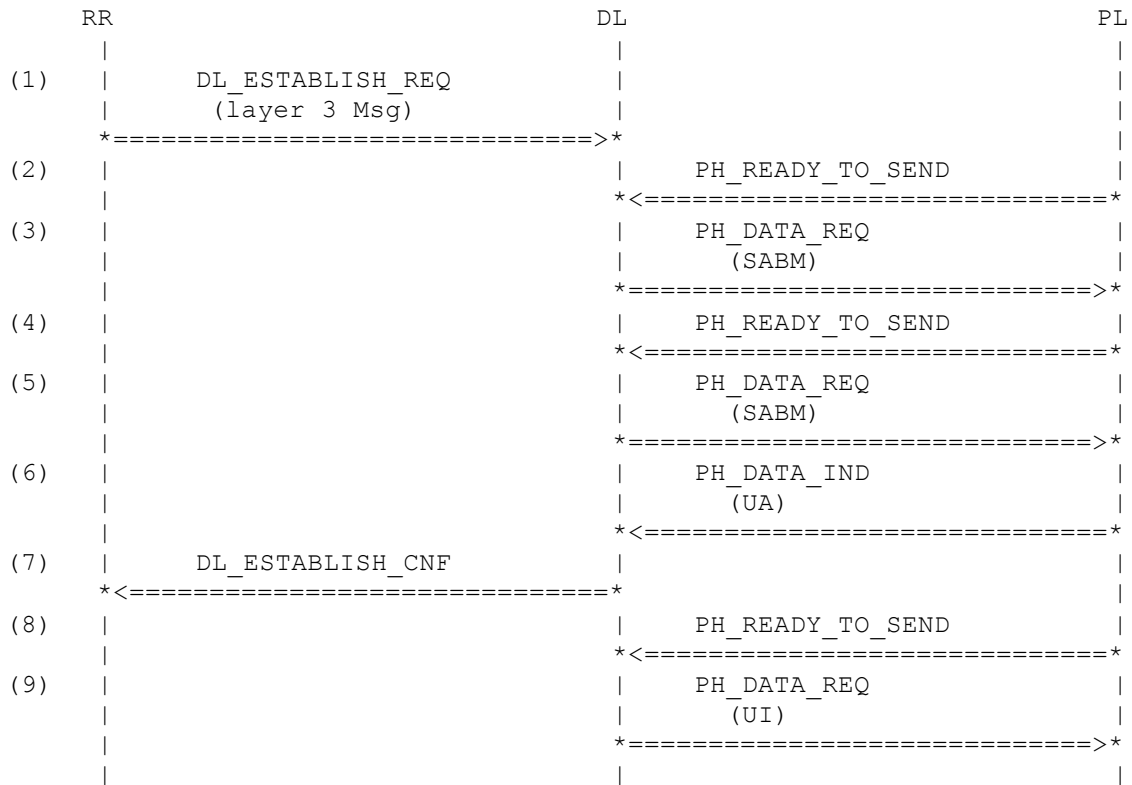 RR DL PL
(1) DL_ESTABLISH_REQ
(layer 3 Msg)
(2) PH_READY_TO_SEND
(3) PH_DATA_REQ
(SABM)
(4) PH_READY_TO_SEND
(5) PH_DATA_REQ
(SABM)
(6) PH_DATA_IND
(UA)
(7) DL_ESTABLISH_CNF
(8) PH_READY_TO_SEND
(9) PH_DATA_REQ
(UI)